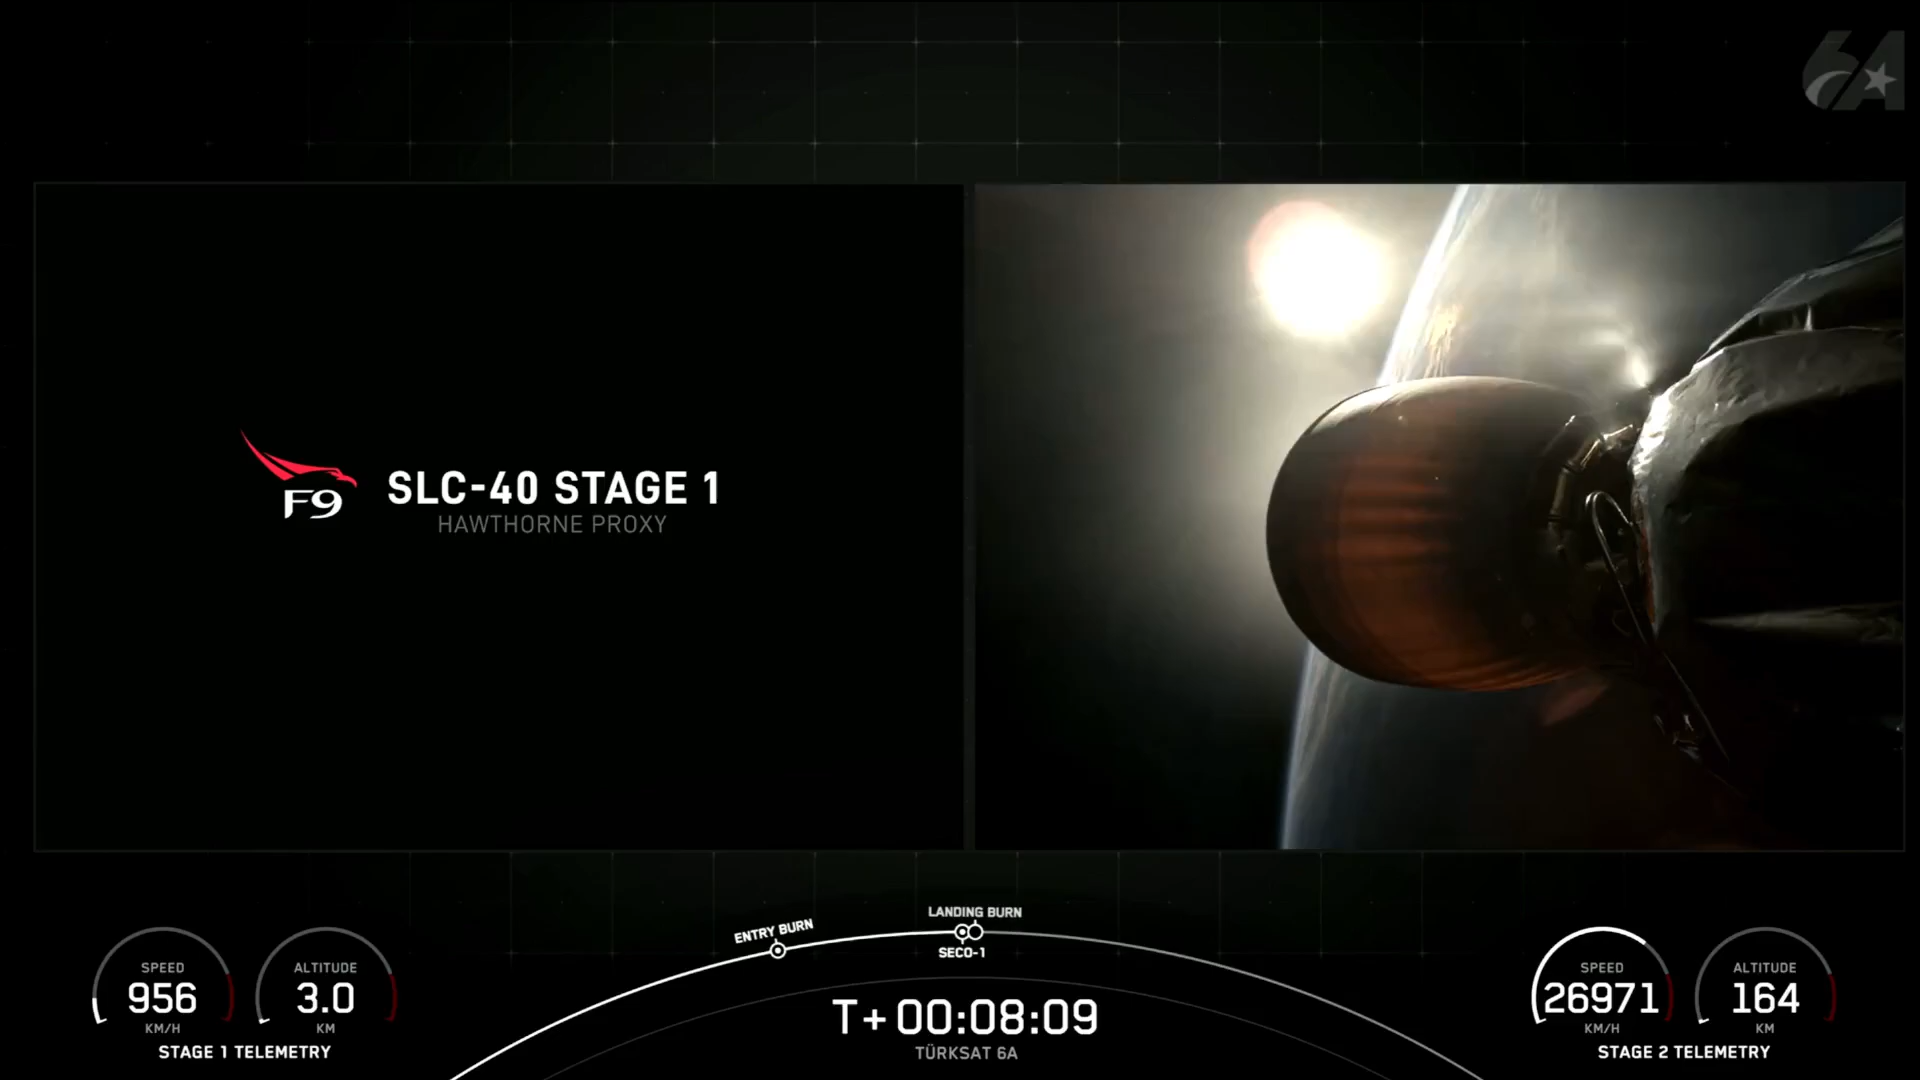 6A
F9
SLC-40 STAGE 1
HAWTHORNE PROXY
ENTRY BURN
LANDING BURN
SECO-1
SPEED
956
KM/H
ALTITUDE
3.0
KM
STAGE 1 TELEMETRY
T+00:08:09
TÜRKSAT 6A
SPEED
26971
KM/H
ALTITUDE
164
KM
STAGE 2 TELEMETRY